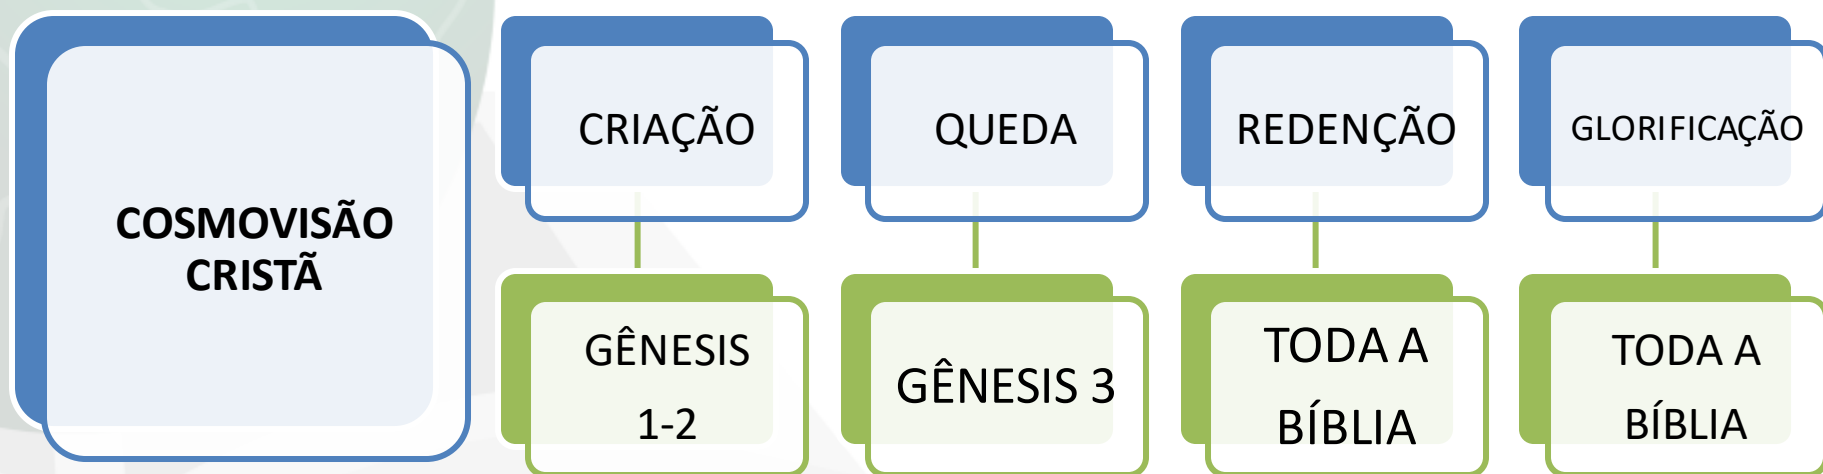 COSMOVISÃO
CRISTÃ
CRIAÇÃO
QUEDA
REDENÇÃO
GLORIFICAÇÃO
GÊNESIS
1-2
GÊNESIS 3
TODA A
BÍBLIA
TODA A
BÍBLIA